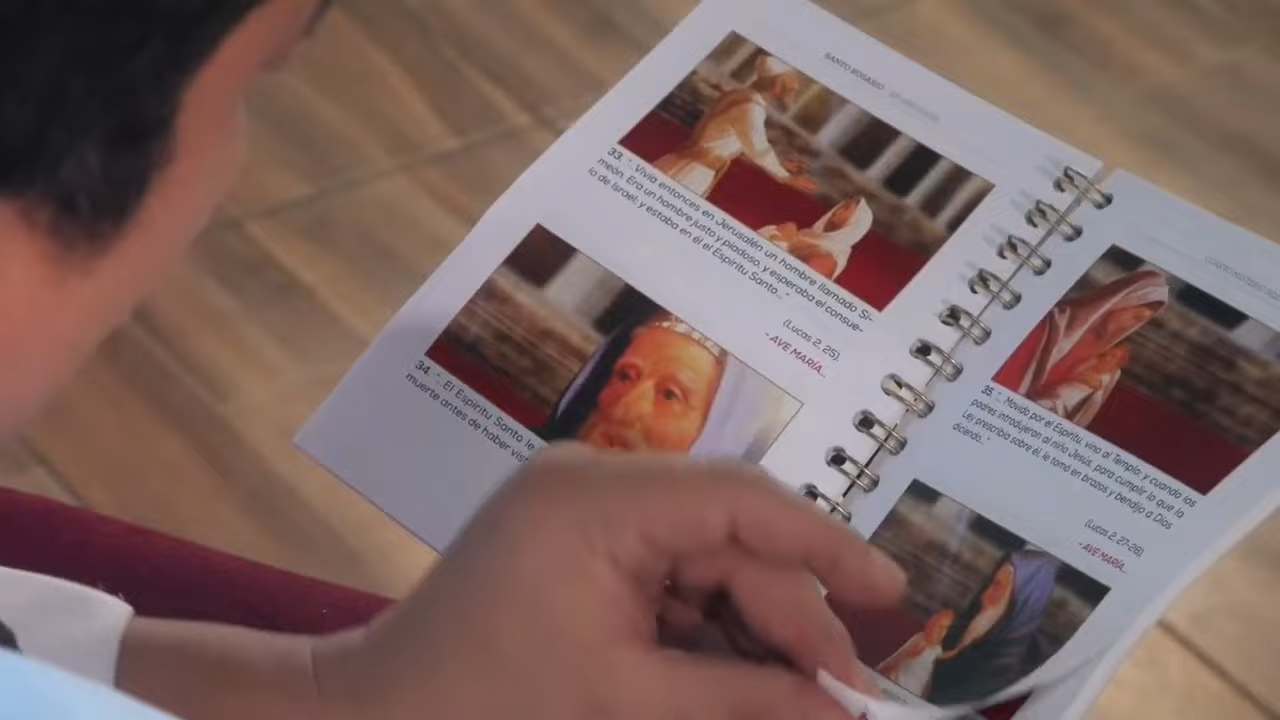 SANTO ROSARIO
33. "...Vivía entonces en Jerusalén un hombre llamado Si-
meón. Era un hombre justo y piadoso, y esperaba el consue-
lo de Israel; y estaba en él el Espíritu Santo..."
(Lucas 2, 25).
- AVE MARÍA...
34. "...El Espíritu Santo le
muerte antes de haber
35. "... Movido por el Espíritu, vino al Templo; y cuando los
padres introdujeron al niño Jesús, para cumplir lo que la
Ley prescribía sobre él, le tomó en brazos y bendijo a Dios
diciendo..."
(Lucas 2, 27-28).
- AVE MARÍA...